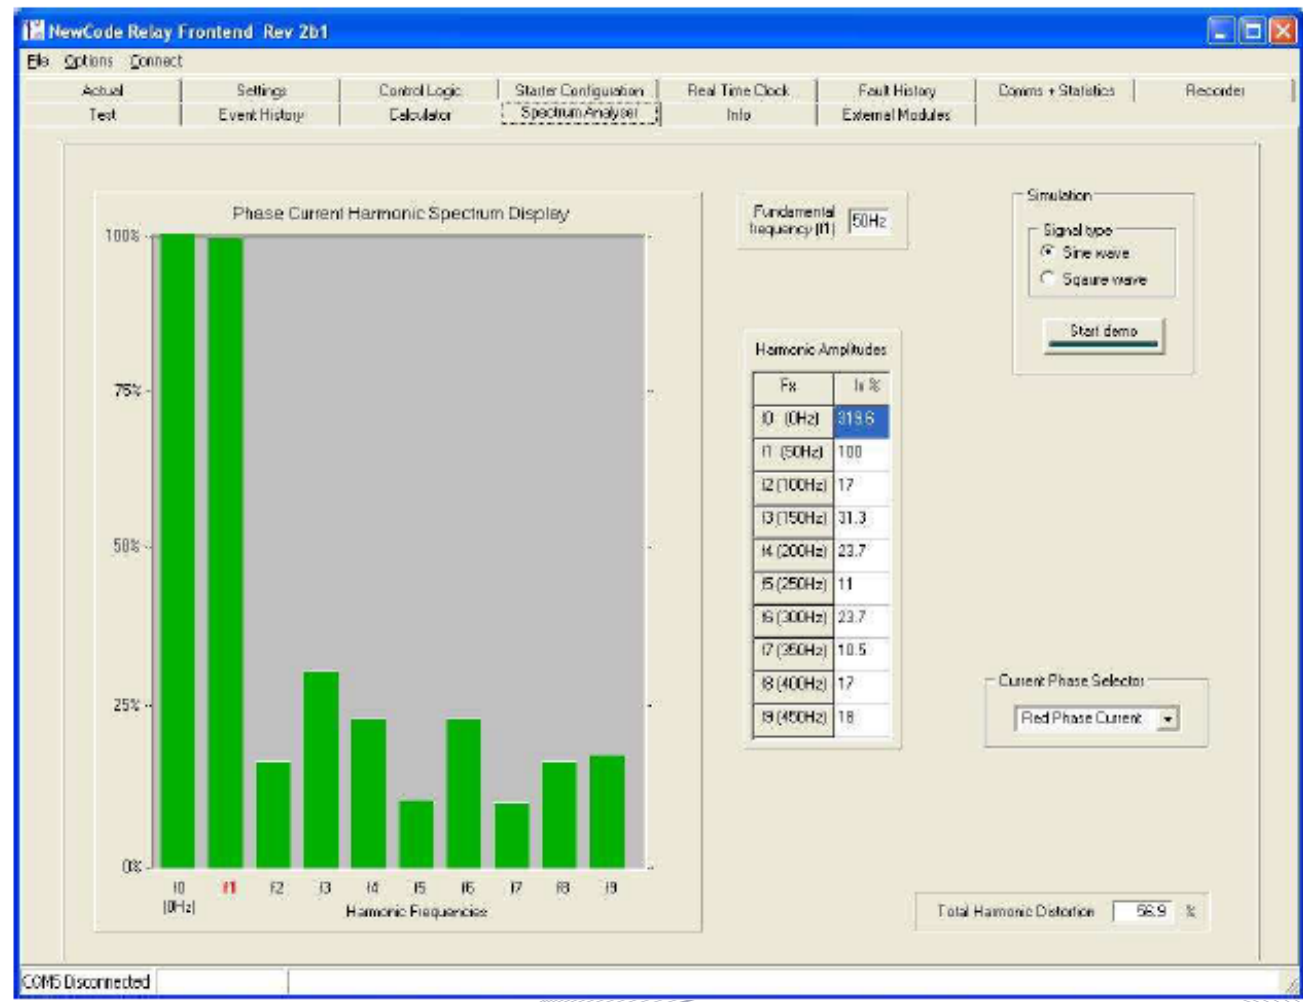 NewCode Relay Frontend Rev 2b1
File Options Connect
Actual Settings Control Logic Starter Configuration Real Time Clock Fault History Comms + Statistics Recorder
Test Event History Calculator Spectrum Analyser Info External Modules
Phase Current Harmonic Spectrum Display
100%
75%
50%
25%
0%
f0 f1 f2 f3 f4 f5 f6 f7 f8 f9
(0Hz)
Harmonic Frequencies
Fundamental
frequency (f1) 50Hz
Harmonic Amplitudes
Fx Ix %
f0 (0Hz) 319.6
f1 (50Hz) 100
f2 (100Hz) 17
f3 (150Hz) 31.3
f4 (200Hz) 23.7
f5 (250Hz) 11
f6 (300Hz) 23.7
f7 (350Hz) 10.5
f8 (400Hz) 17
f9 (450Hz) 18
Simulation
Signal type
Sine wave
Sqaure wave
Start demo
Current Phase Selector
Red Phase Current
Total Harmonic Distortion 56.9 %
COM5 Disconnected